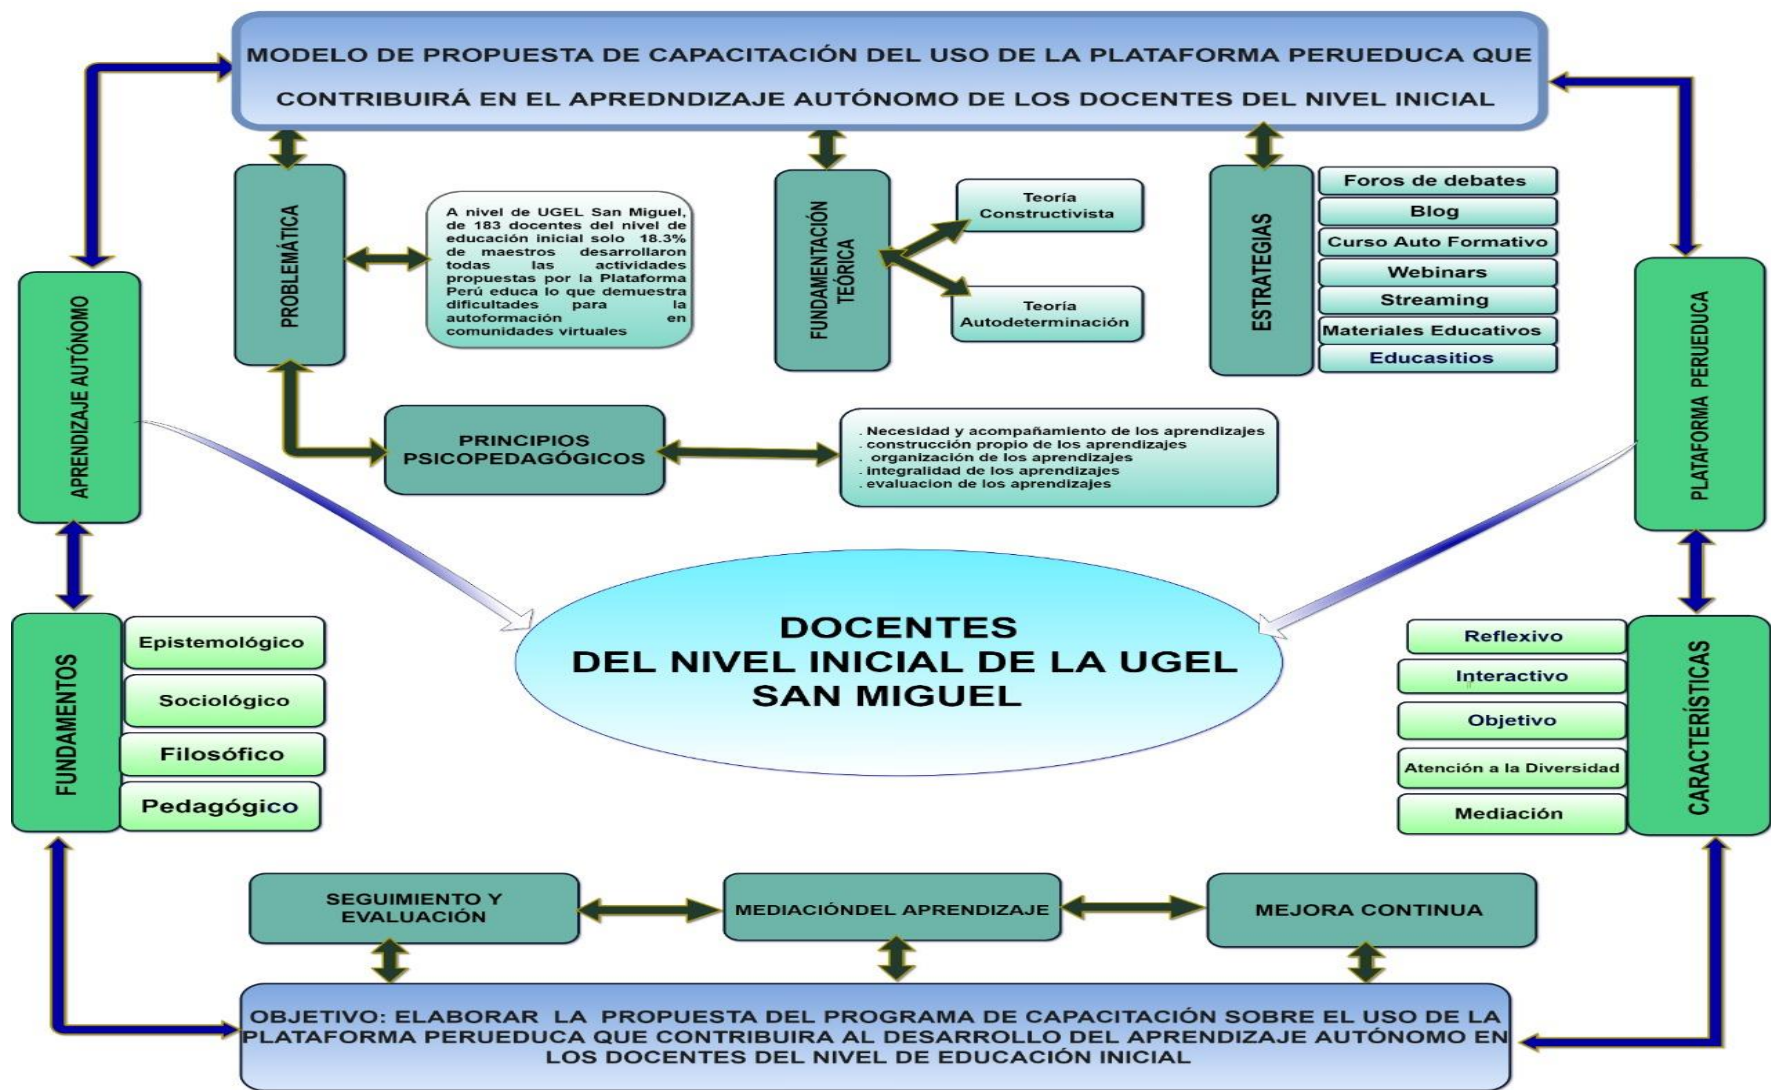 MODELO DE PROPUESTA DE CAPACITACIÓN DEL USO DE LA PLATAFORMA PERUEDUCA QUE
CONTRIBUIRÁ EN EL APREDNDIZAJE AUTÓNOMO DE LOS DOCENTES DEL NIVEL INICIAL
PROBLEMÁTICA
A nivel de UGEL San Miguel,
de 183 docentes del nivel de
educación inicial solo 18.3%
de maestros desarrollaron
todas las actividades
propuestas por la Plataforma
Perú educa lo que demuestra
dificultades para la
autoformación en
comunidades virtuales
FUNDAMENTACIÓN
TEÓRICA
Teoría
Constructivista
Teoría
Autodeterminación
ESTRATEGIAS
Foros de debates
Blog
Curso Auto Formativo
Webinars
Streaming
Materiales Educativos
Educasitios
APRENDIZAJE AUTÓNOMO
PLATAFORMA PERUEDUCA
PRINCIPIOS
PSICOPEDAGÓGICOS
. Necesidad y acompañamiento de los aprendizajes
. construcción propio de los aprendizajes
. organización de los aprendizajes
. integralidad de los aprendizajes
. evaluacion de los aprendizajes
DOCENTES
DEL NIVEL INICIAL DE LA UGEL
SAN MIGUEL
FUNDAMENTOS
Epistemológico
Sociológico
Filosófico
Pedagógico
Reflexivo
Interactivo
Objetivo
Atención a la Diversidad
Mediación
CARACTERÍSTICAS
SEGUIMIENTO Y
EVALUACIÓN
MEDIACIÓNDEL APRENDIZAJE
MEJORA CONTINUA
OBJETIVO: ELABORAR LA PROPUESTA DEL PROGRAMA DE CAPACITACIÓN SOBRE EL USO DE LA
PLATAFORMA PERUEDUCA QUE CONTRIBUIRA AL DESARROLLO DEL APRENDIZAJE AUTÓNOMO EN
LOS DOCENTES DEL NIVEL DE EDUCACIÓN INICIAL